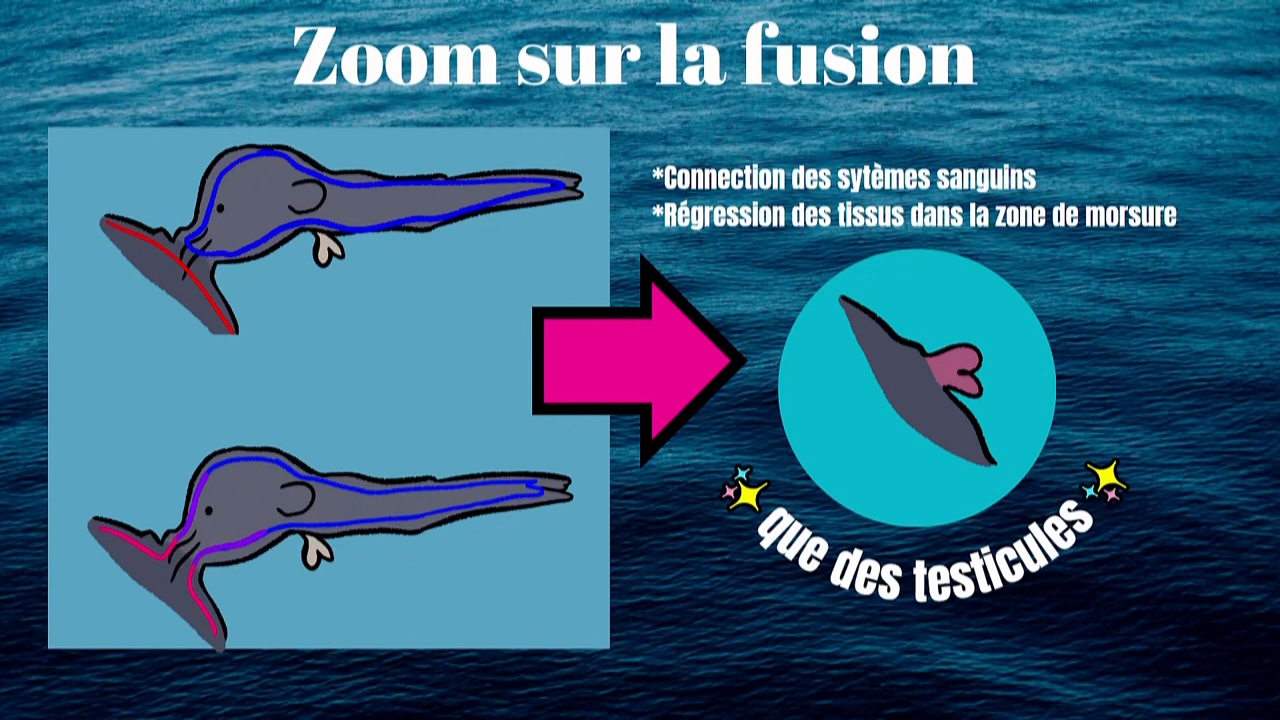 Zoom sur la fusion
*Connection des sytèmes sanguins
*Régression des tissus dans la zone de morsure
que des testicules